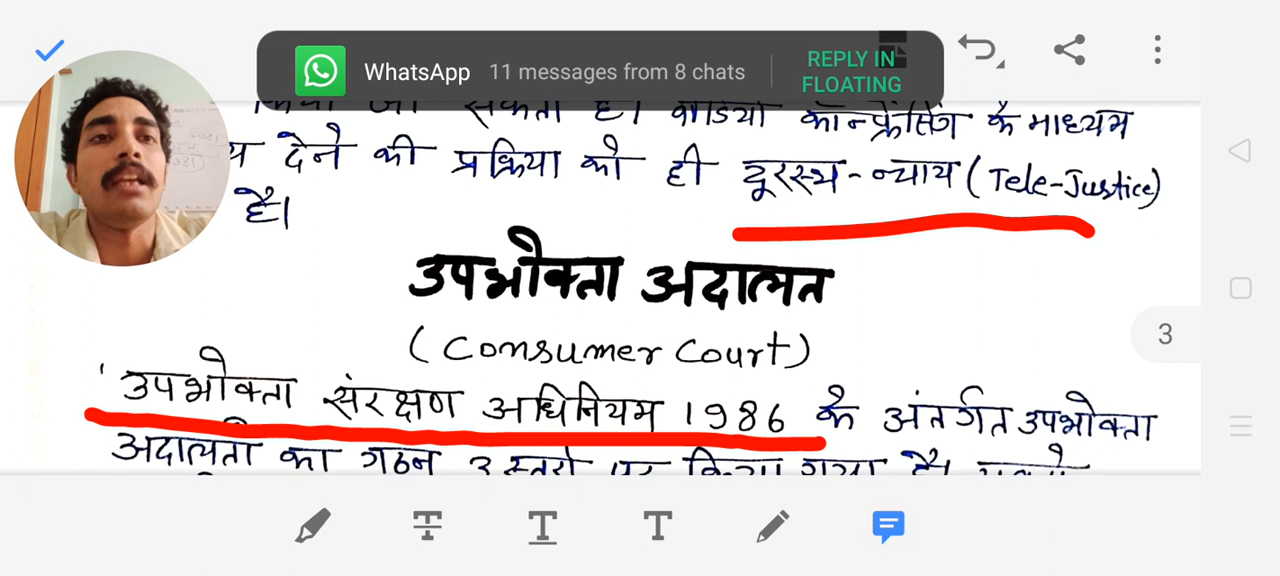 WhatsApp 11 messages from 8 chats REPLY IN FLOATING
किया जा सकता है। वीडियो कॉन्फ्रेंसिंग के माध्यम
य देने की प्रक्रिया को ही दूरस्थ-न्याय (Tele-Justice)
है।
उपभोक्ता अदालत
(Consumer Court)
3
उपभोक्ता संरक्षण अधिनियम 1986 के अंतर्गत उपभोक्ता
अदालतों का गठन 3 स्तरों पर किया गया है।
T T T